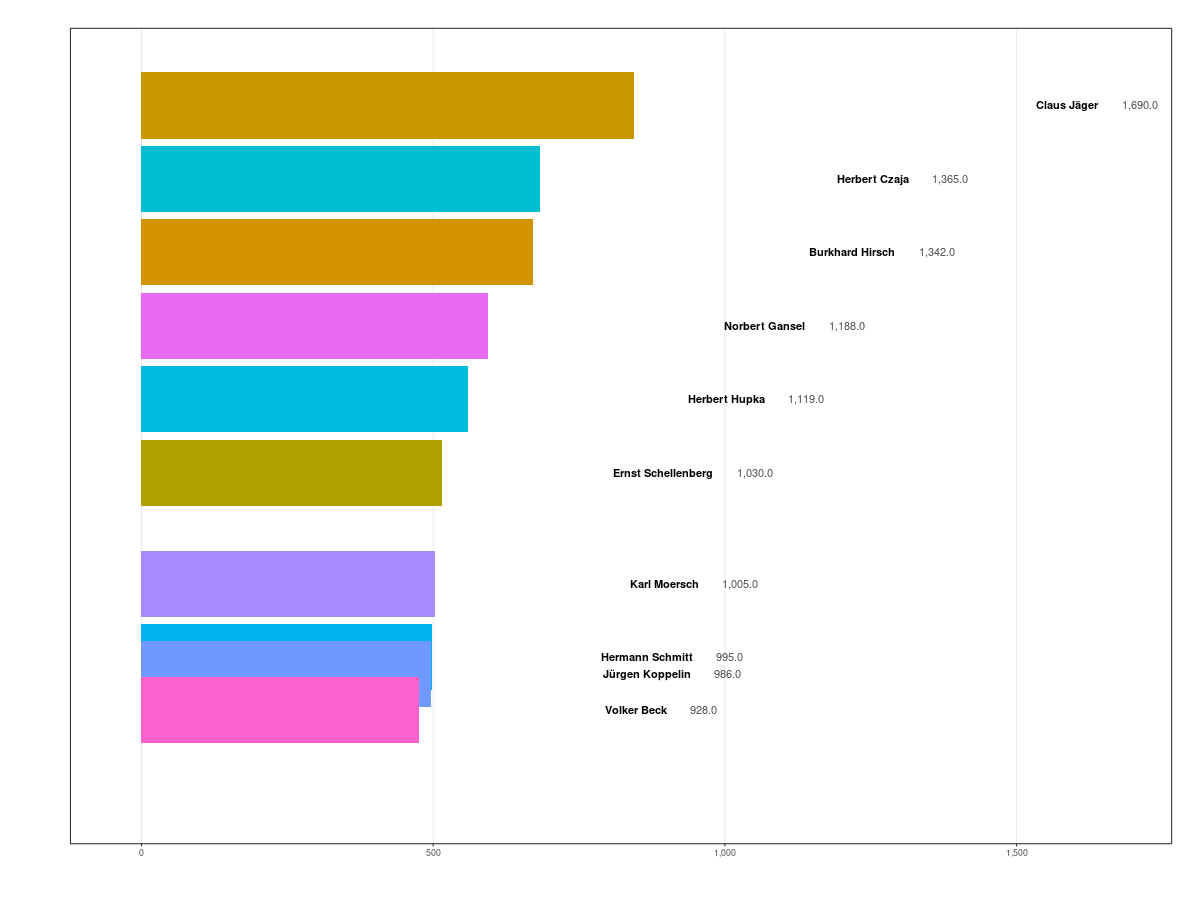 Claus Jäger 1,690.0
Herbert Czaja 1,365.0
Burkhard Hirsch 1,342.0
Norbert Gansel 1,188.0
Herbert Hupka 1,119.0
Ernst Schellenberg 1,030.0
Karl Moersch 1,005.0
Hermann Schmitt 995.0
Jürgen Koppelin 986.0
Volker Beck 928.0
0 500 1,000 1,500